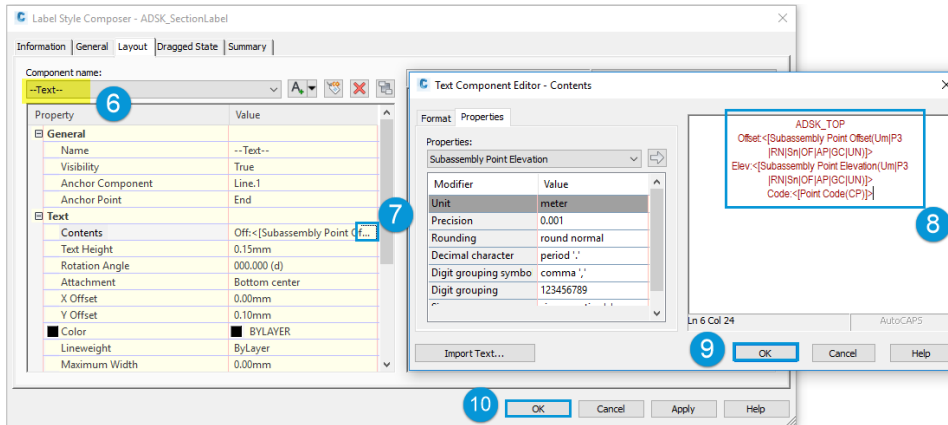 Label Style Composer - ADSK_SectionLabel
Information General Layout Dragged State Summary
Component name:
--Text--
6
Property Value
General
Name --Text--
Visibility True
Anchor Component Line.1
Anchor Point End
Text
Contents Off:<[Subassembly Point Of...
7
Text Height 0.15mm
Rotation Angle 000.000 (d)
Attachment Bottom center
X Offset 0.00mm
Y Offset 0.10mm
Color BYLAYER
Lineweight ByLayer
Maximum Width 0.00mm
10
OK Cancel Apply Help
Text Component Editor - Contents
Format Properties
Properties:
Subassembly Point Elevation
Modifier Value
Unit meter
Precision 0.001
Rounding round normal
Decimal character period '.'
Digit grouping symbo comma ','
Digit grouping 123456789
Import Text...
ADSK_TOP
Offset:<[Subassembly Point Offset(Um|P3
|RN|Sn|OF|AP|GC|UN)]>
Elev:<[Subassembly Point Elevation(Um|P3
|RN|Sn|OF|AP|GC|UN)]>
Code:<[Point Code(CP)]>
8
Ln 6 Col 24 AutoCAPS
9
OK Cancel Help